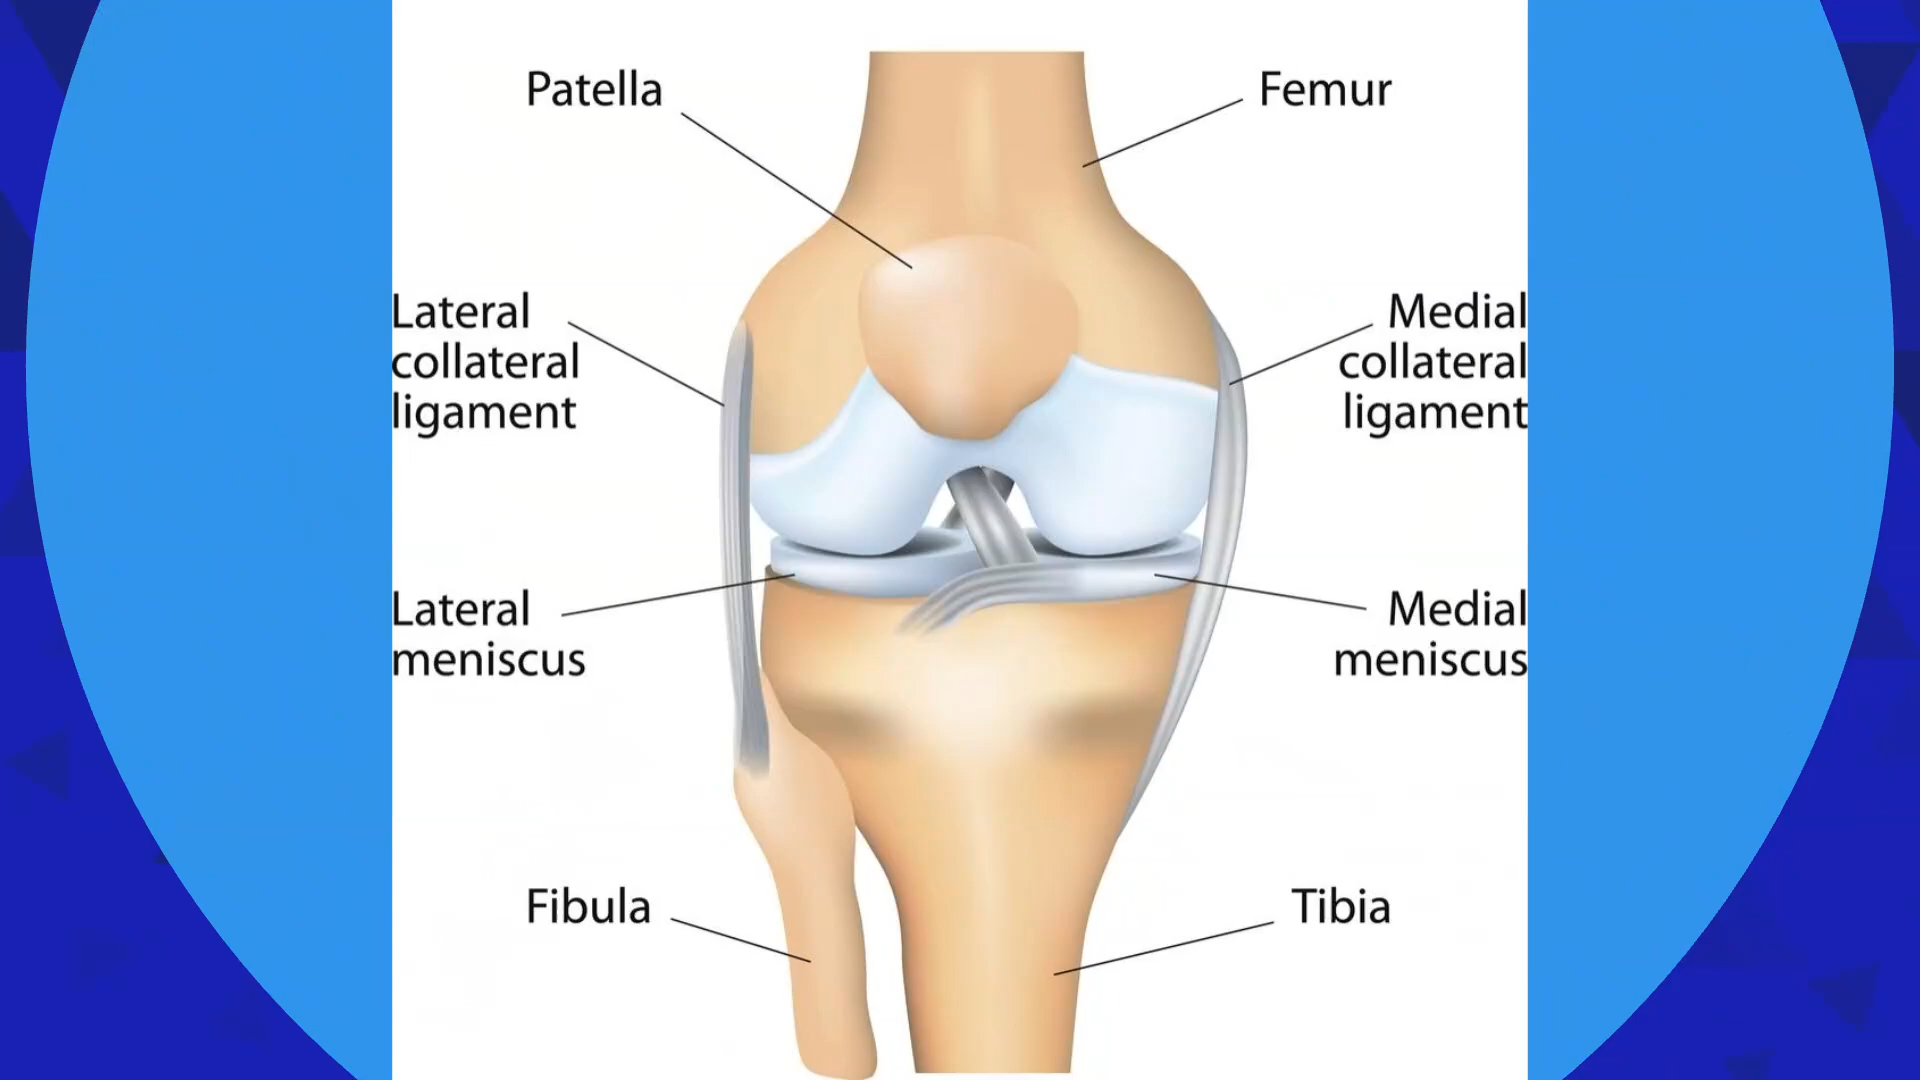 Patella
Femur
Lateral
collateral
ligament
Medial
collateral
ligament
Lateral
meniscus
Medial
meniscus
Fibula
Tibia